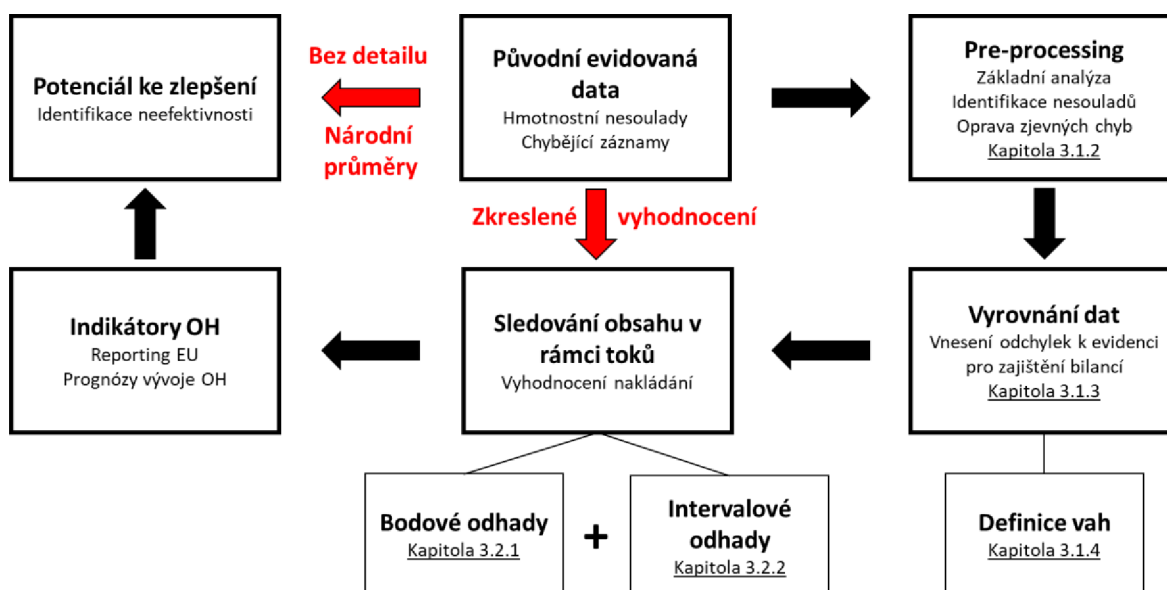 Potenciál ke zlepšení
Identifikace neefektivnosti
Bez detailu
Národní
průměry
Původní evidovaná
data
Hmotnostní nesoulady
Chybějící záznamy
Pre-processing
Základní analýza
Identifikace nesouladů
Oprava zjevných chyb
Kapitola 3.1.2
Zkreslené vyhodnocení
Indikátory OH
Reporting EU
Prognózy vývoje OH
Sledování obsahu v
rámci toků
Vyhodnocení nakládání
Vyrovnání dat
Vnesení odchylek k evidenci
pro zajištění bilancí
Kapitola 3.1.3
Bodové odhady
Kapitola 3.2.1
+
Intervalové
odhady
Kapitola 3.2.2
Definice vah
Kapitola 3.1.4